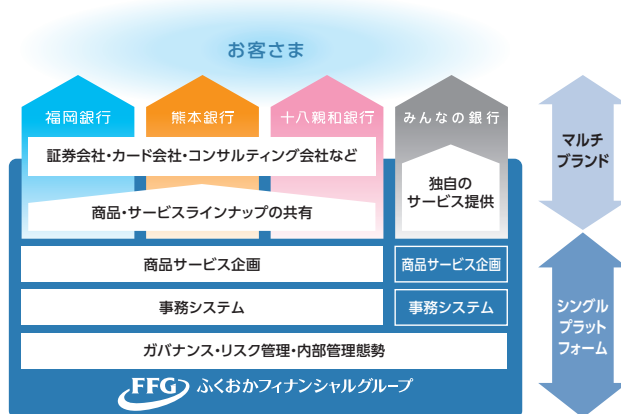 お客さま
福岡銀行
熊本銀行
十八親和銀行
みんなの銀行
マルチ
ブランド
証券会社・カード会社・コンサルティング会社など
独自の
サービス提供
商品・サービスラインナップの共有
商品サービス企画
商品サービス企画
事務システム
事務システム
シングル
プラット
フォーム
ガバナンス・リスク管理・内部管理態勢
FFG ふくおかフィナンシャルグループ